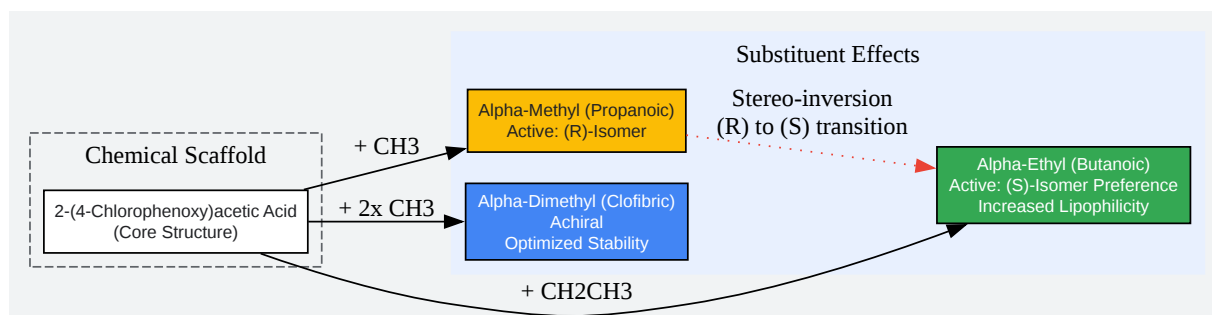 Substituent Effects
Chemical Scaffold
2-(4-Chlorophenoxy)acetic Acid
(Core Structure)
+ CH3
+ 2x CH3
+ CH2CH3
Alpha-Methyl (Propanoic)
Active: (R)-Isomer
Alpha-Dimethyl (Clofibric)
Achiral
Optimized Stability
Stereo-inversion
(R) to (S) transition
Alpha-Ethyl (Butanoic)
Active: (S)-Isomer Preference
Increased Lipophilicity